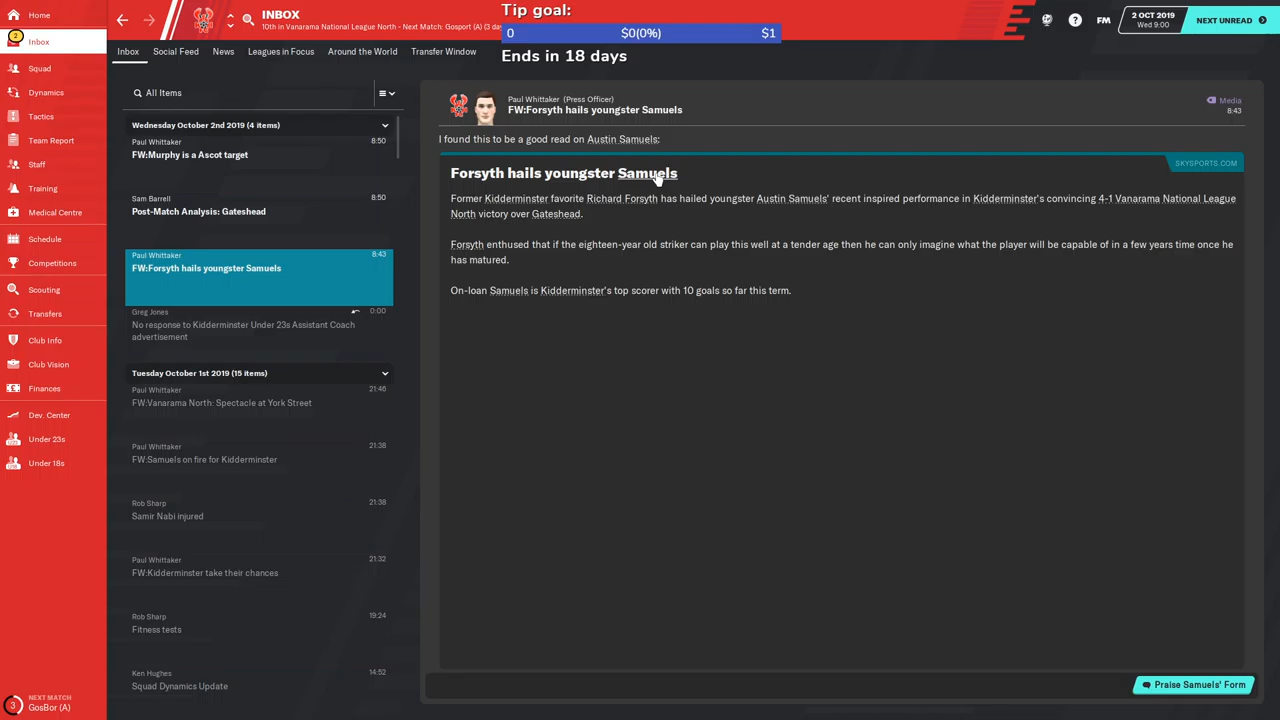 Home
2
Inbox
Squad
Dynamics
Tactics
Team Report
Staff
Training
Medical Centre
Schedule
Competitions
Scouting
Transfers
Club Info
Club Vision
Finances
Dev. Center
Under 23s
Under 18s
3
NEXT MATCH
GosBor (A)
INBOX
10th in Vanarama National League North - Next Match: Gosport (A) (3 da
Tip goal:
0 $0(0%) $1
Ends in 18 days
FM
2 OCT 2019
Wed 9:00
NEXT UNREAD
Inbox Social Feed News Leagues in Focus Around the World Transfer Window
All Items
Wednesday October 2nd 2019 (4 items)
Paul Whittaker 8:50
FW:Murphy is a Ascot target
Sam Barrell 8:50
Post-Match Analysis: Gateshead
Paul Whittaker 8:43
FW:Forsyth hails youngster Samuels
Greg Jones 0:00
No response to Kidderminster Under 23s Assistant Coach
advertisement
Tuesday October 1st 2019 (15 items)
Paul Whittaker 21:46
FW:Vanarama North: Spectacle at York Street
Paul Whittaker 21:38
FW:Samuels on fire for Kidderminster
Rob Sharp 21:38
Samir Nabi injured
Paul Whittaker 21:32
FW:Kidderminster take their chances
Rob Sharp 19:24
Fitness tests
Ken Hughes 14:52
Squad Dynamics Update
Paul Whittaker (Press Officer)
FW:Forsyth hails youngster Samuels
Media
8:43
I found this to be a good read on Austin Samuels:
SKYSPORTS.COM
Forsyth hails youngster Samuels
Former Kidderminster favorite Richard Forsyth has hailed youngster Austin Samuels' recent inspired performance in Kidderminster's convincing 4-1 Vanarama National League
North victory over Gateshead.
Forsyth enthused that if the eighteen-year old striker can play this well at a tender age then he can only imagine what the player will be capable of in a few years time once he
has matured.
On-loan Samuels is Kidderminster's top scorer with 10 goals so far this term.
Praise Samuels' Form